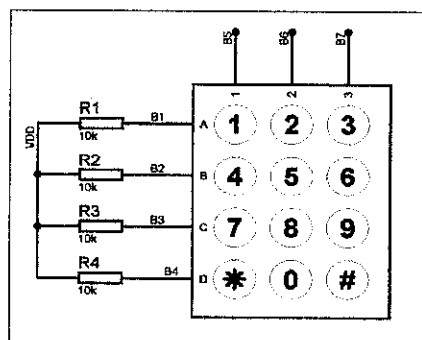 B5 B6 B7
1 2 3
R1 B1
10k
A 1 2 3
VDD
R2 B2
10k
B 4 5 6
R3 B3
10k
C 7 8 9
R4 B4
10k
D * 0 #